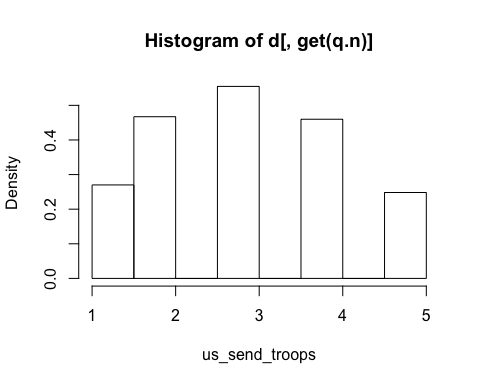 Histogram of d[, get(q.n)]
Density
0.4
0.2
0.0
1 2 3 4 5
us_send_troops